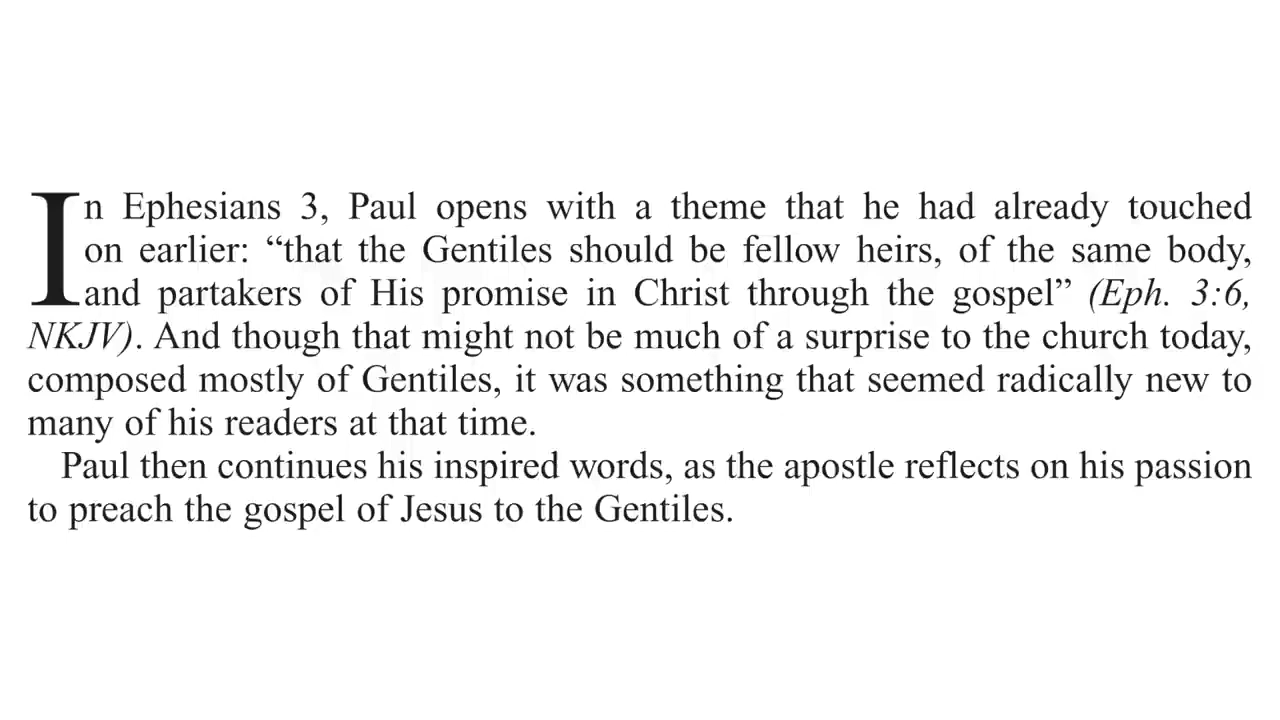 In Ephesians 3, Paul opens with a theme that he had already touched
on earlier: “that the Gentiles should be fellow heirs, of the same body,
and partakers of His promise in Christ through the gospel” (Eph. 3:6,
NKJV). And though that might not be much of a surprise to the church today,
composed mostly of Gentiles, it was something that seemed radically new to
many of his readers at that time.
Paul then continues his inspired words, as the apostle reflects on his passion
to preach the gospel of Jesus to the Gentiles.